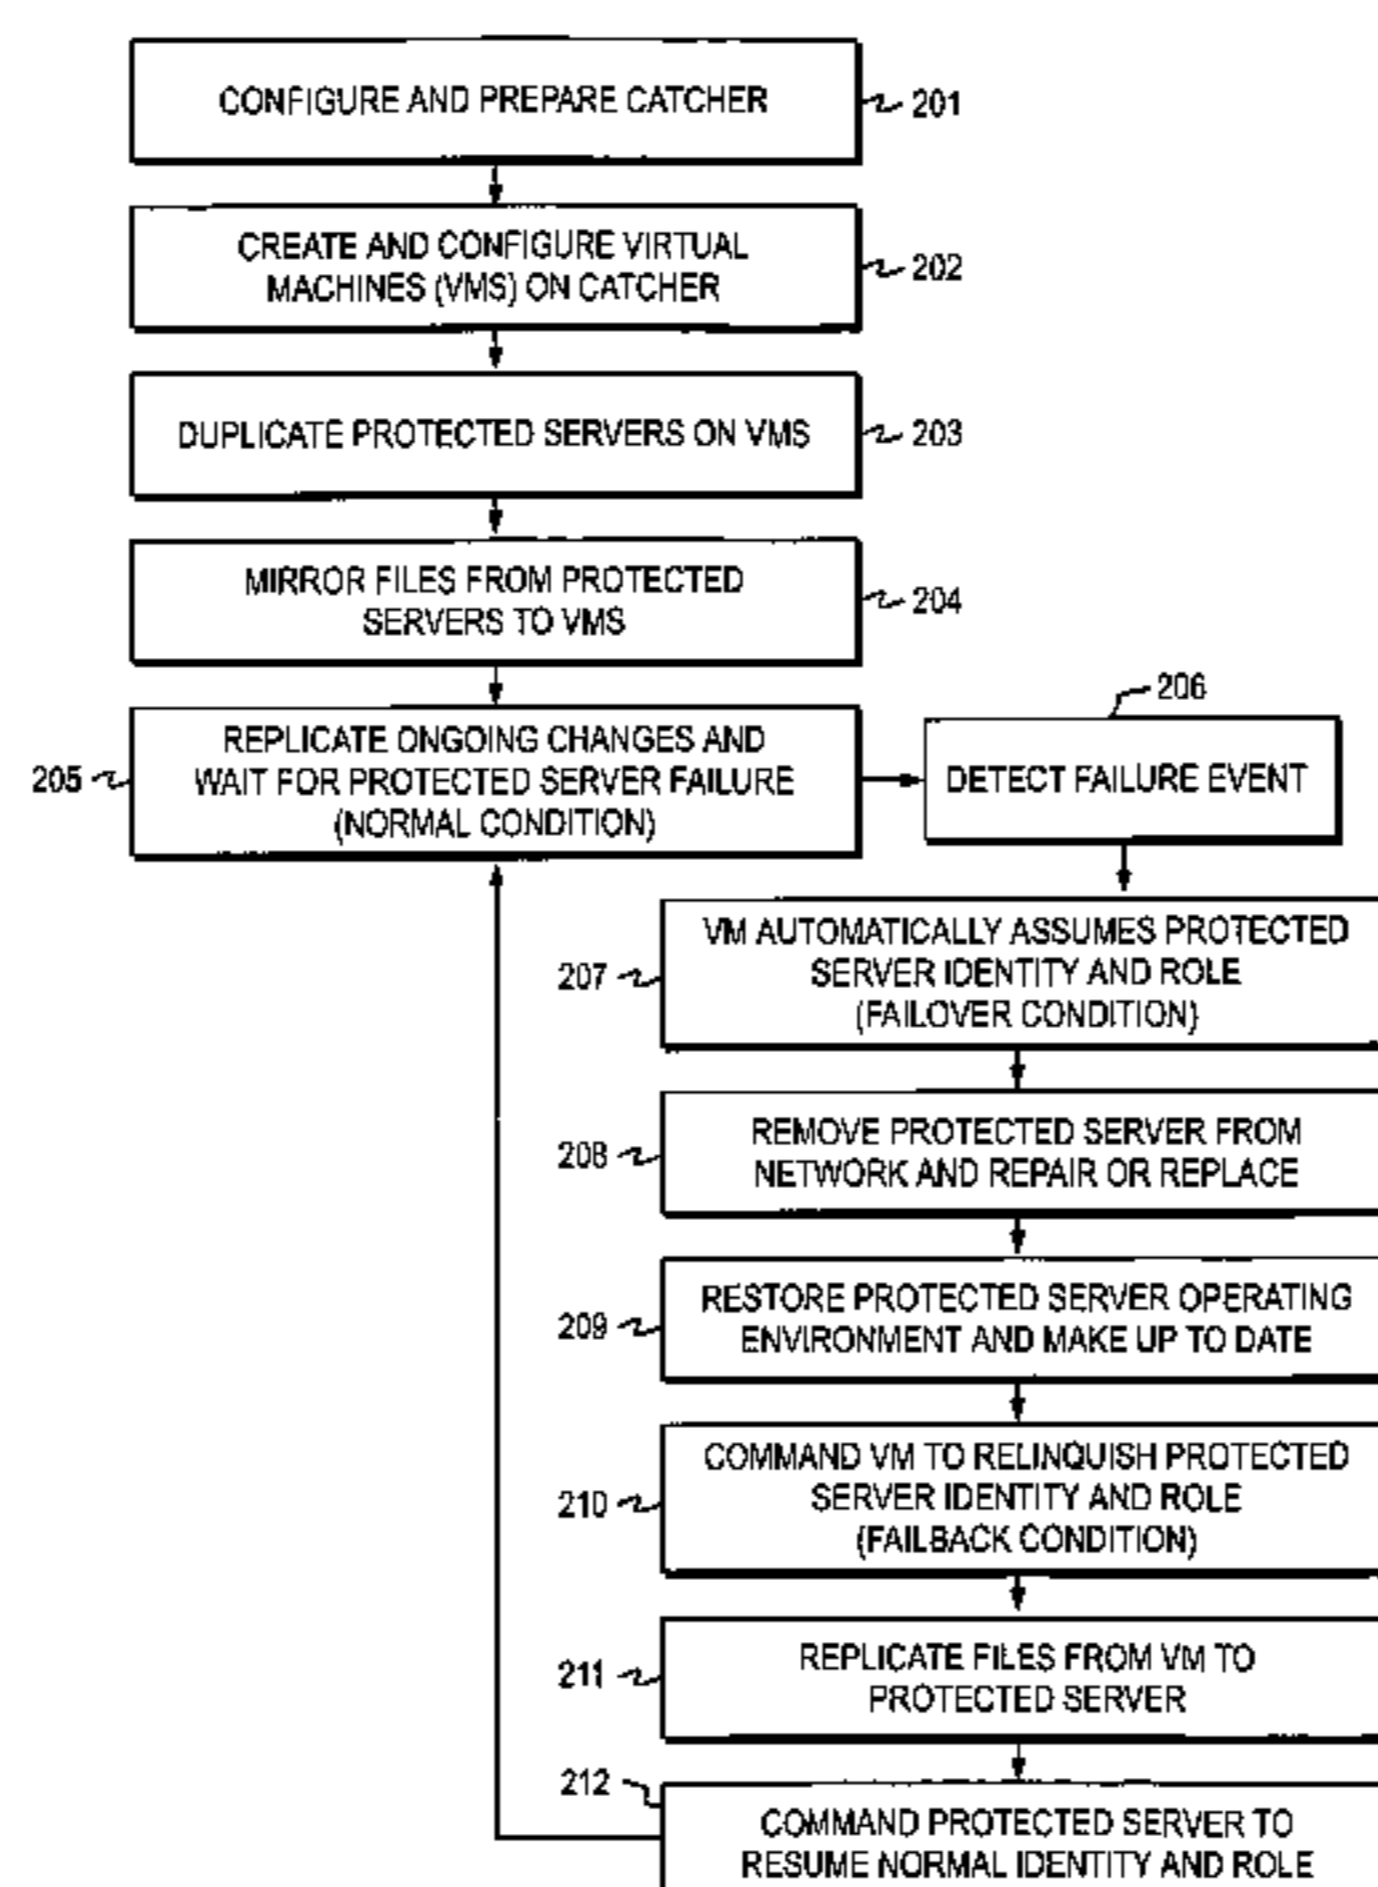 CONFIGURE AND PREPARE CATCHER
201
CREATE AND CONFIGURE VIRTUAL
MACHINES (VMS) ON CATCHER
202
DUPLICATE PROTECTED SERVERS ON VMS
203
MIRROR FILES FROM PROTECTED
SERVERS TO VMS
204
205
REPLICATE ONGOING CHANGES AND
WAIT FOR PROTECTED SERVER FAILURE
(NORMAL CONDITION)
206
DETECT FAILURE EVENT
207
VM AUTOMATICALLY ASSUMES PROTECTED
SERVER IDENTITY AND ROLE
(FAILOVER CONDITION)
208
REMOVE PROTECTED SERVER FROM
NETWORK AND REPAIR OR REPLACE
209
RESTORE PROTECTED SERVER OPERATING
ENVIRONMENT AND MAKE UP TO DATE
210
COMMAND VM TO RELINQUISH PROTECTED
SERVER IDENTITY AND ROLE
(FAILBACK CONDITION)
211
REPLICATE FILES FROM VM TO
PROTECTED SERVER
212
COMMAND PROTECTED SERVER TO
RESUME NORMAL IDENTITY AND ROLE